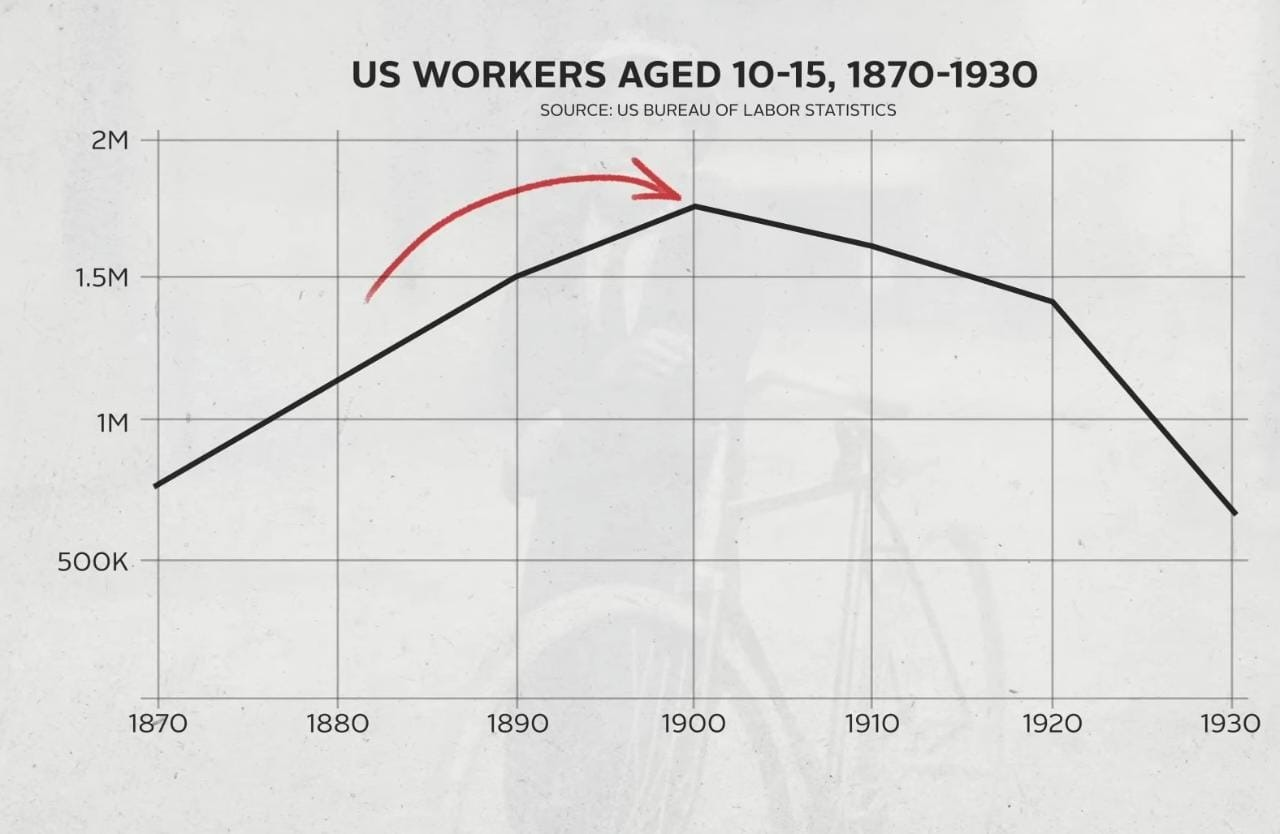 US WORKERS AGED 10-15, 1870-1930
SOURCE: US BUREAU OF LABOR STATISTICS
2M
1.5M
1M
500K
1870 1880 1890 1900 1910 1920 1930